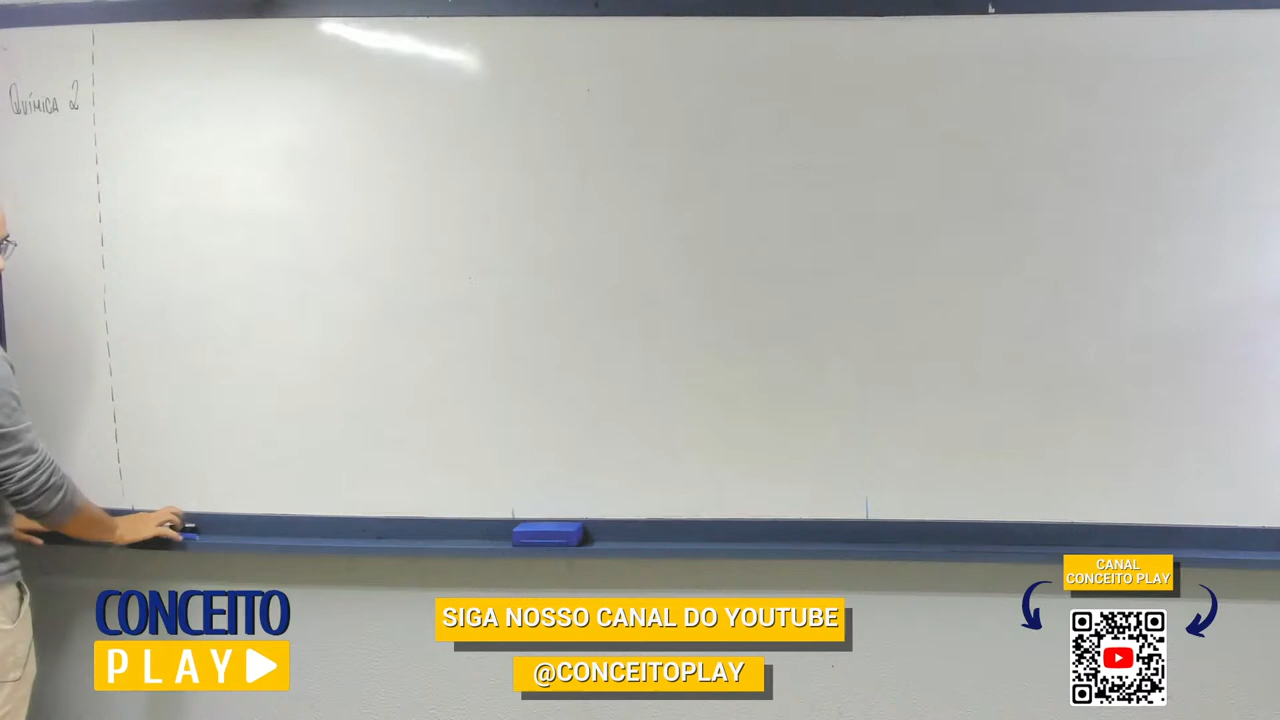 QUÍMICA 2
CONCEITO
PLAY
SIGA NOSSO CANAL DO YOUTUBE
@CONCEITOPLAY
CANAL
CONCEITO PLAY